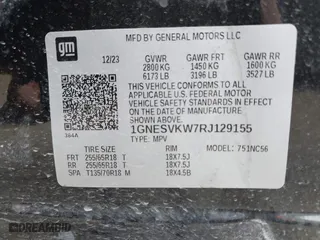 gm
MFD BY GENERAL MOTORS LLC
12/23 GVWR GAWR FRT GAWR RR
2800 KG 1450 KG 1600 KG
6173 LB 3196 LB 3527 LB
THIS VEHICLE CONFORMS TO ALL
APPLICABLE U.S. FEDERAL MOTOR
VEHICLE SAFETY STANDARDS IN
EFFECT ON THE DATE OF
MANUFACTURE SHOWN ABOVE.
1GNESVKW7RJ129155
TYPE: MPV MODEL: 751NC56
TIRE SIZE RIM
FRT 255/65R18 T 18X7.5J
RR 255/65R18 T 18X7.5J
SPA T135/70R18 M 18X4.5B